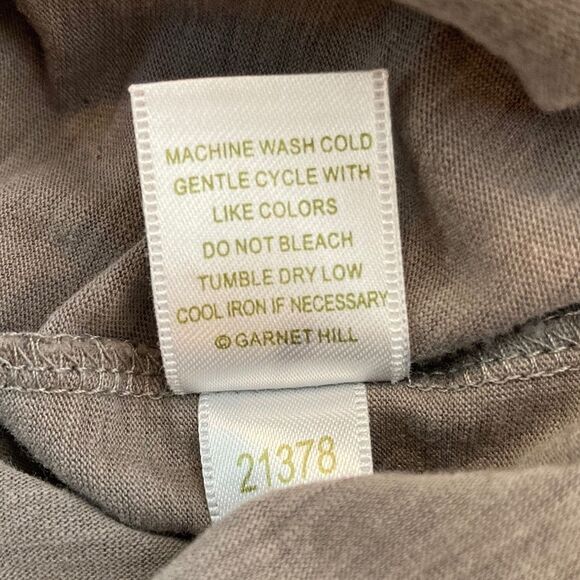 MACHINE WASH COLD
GENTLE CYCLE WITH
LIKE COLORS
DO NOT BLEACH
TUMBLE DRY LOW
COOL IRON IF NECESSARY
© GARNET HILL
21378